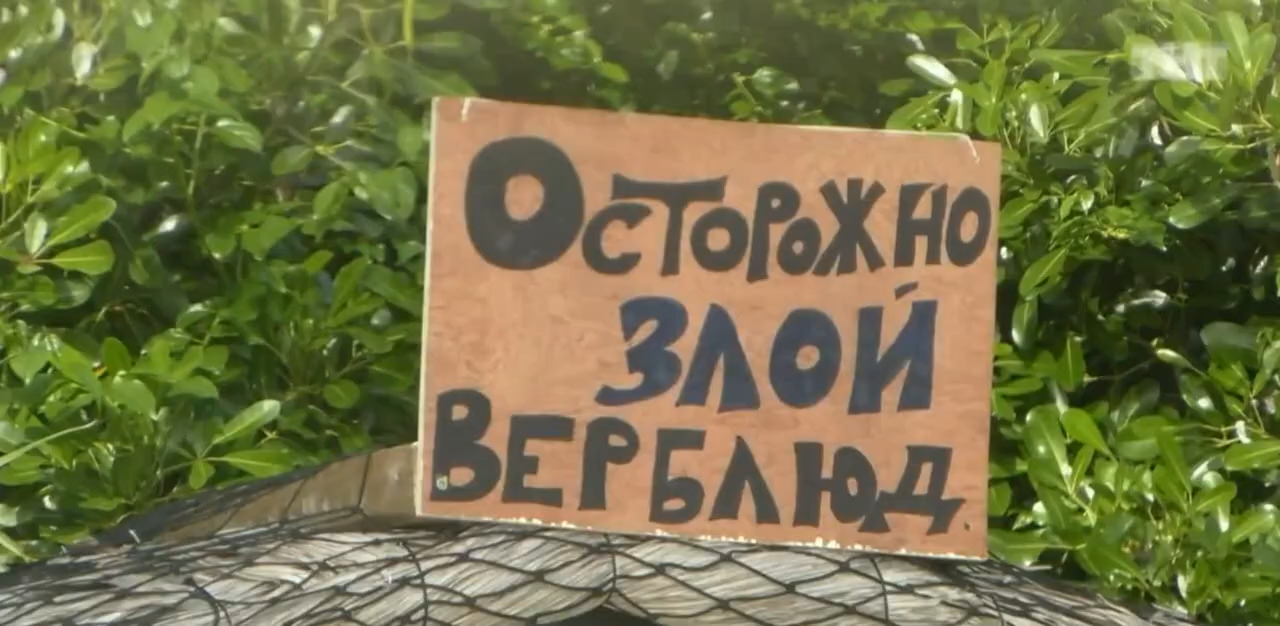 Осторожно
злой
Верблюд.